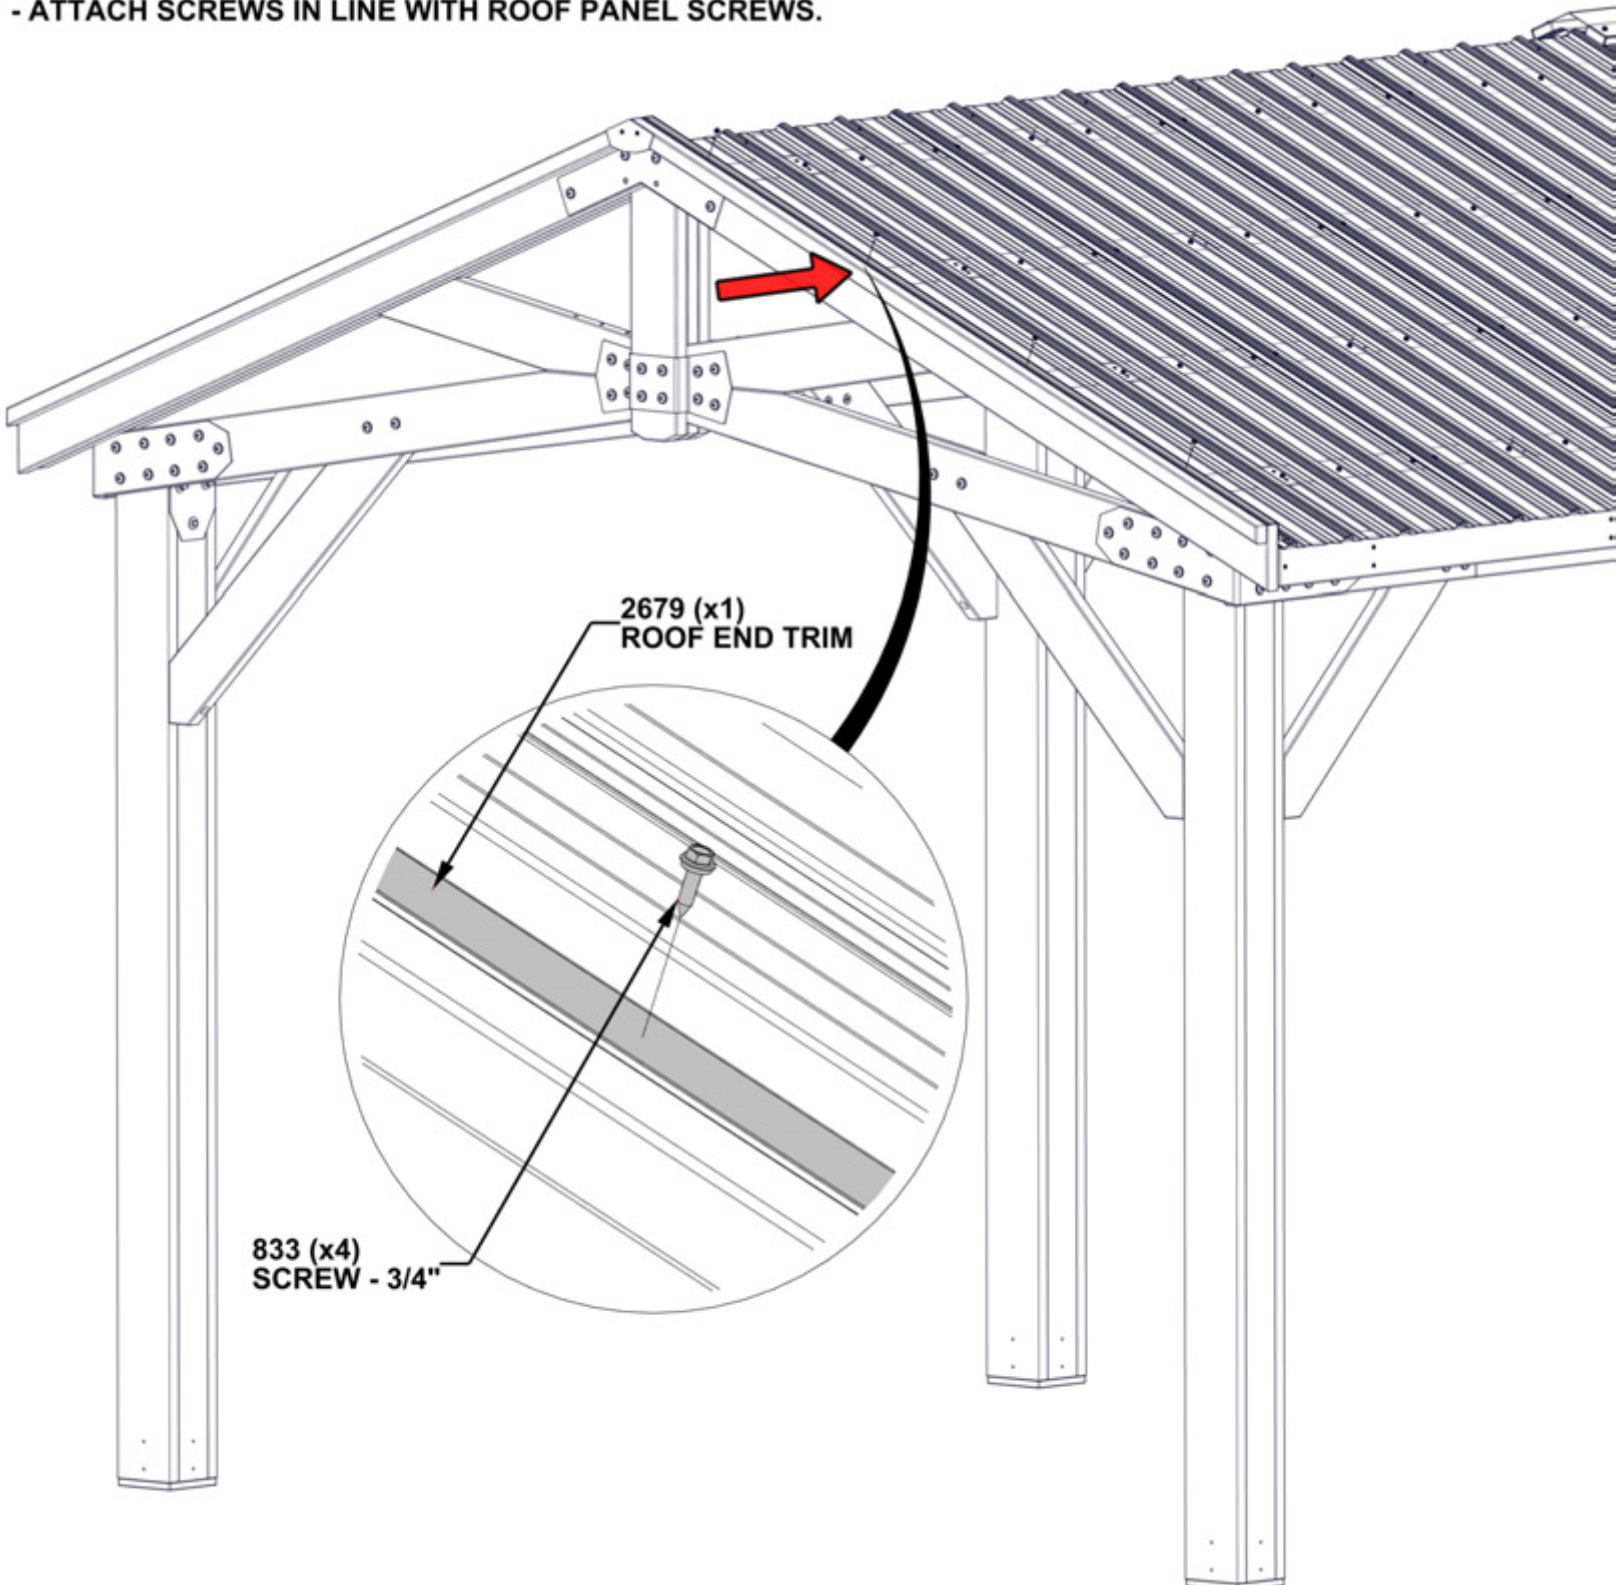 - ATTACH SCREWS IN LINE WITH ROOF PANEL SCREWS.
2679 (x1)
ROOF END TRIM
833 (x4)
SCREW - 3/4"